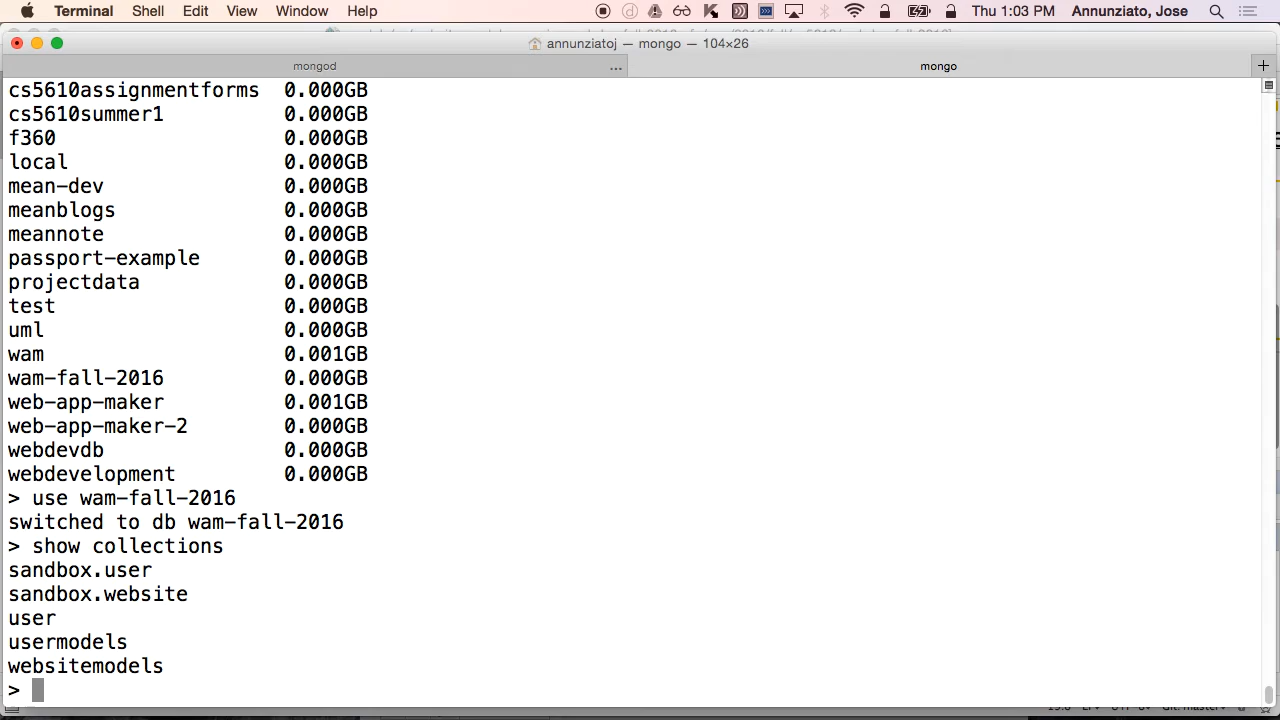 Terminal Shell Edit View Window Help Thu 1:03 PM Annunziato, Jose
annunziatoj — mongo — 104×26
mongod ... mongo +
cs5610assignmentforms 0.000GB
cs5610summer1 0.000GB
f360 0.000GB
local 0.000GB
mean-dev 0.000GB
meanblogs 0.000GB
meannote 0.000GB
passport-example 0.000GB
projectdata 0.000GB
test 0.000GB
uml 0.000GB
wam 0.001GB
wam-fall-2016 0.000GB
web-app-maker 0.001GB
web-app-maker-2 0.000GB
webdevdb 0.000GB
webdevelopment 0.000GB
> use wam-fall-2016
switched to db wam-fall-2016
> show collections
sandbox.user
sandbox.website
user
usermodels
websitemodels
>